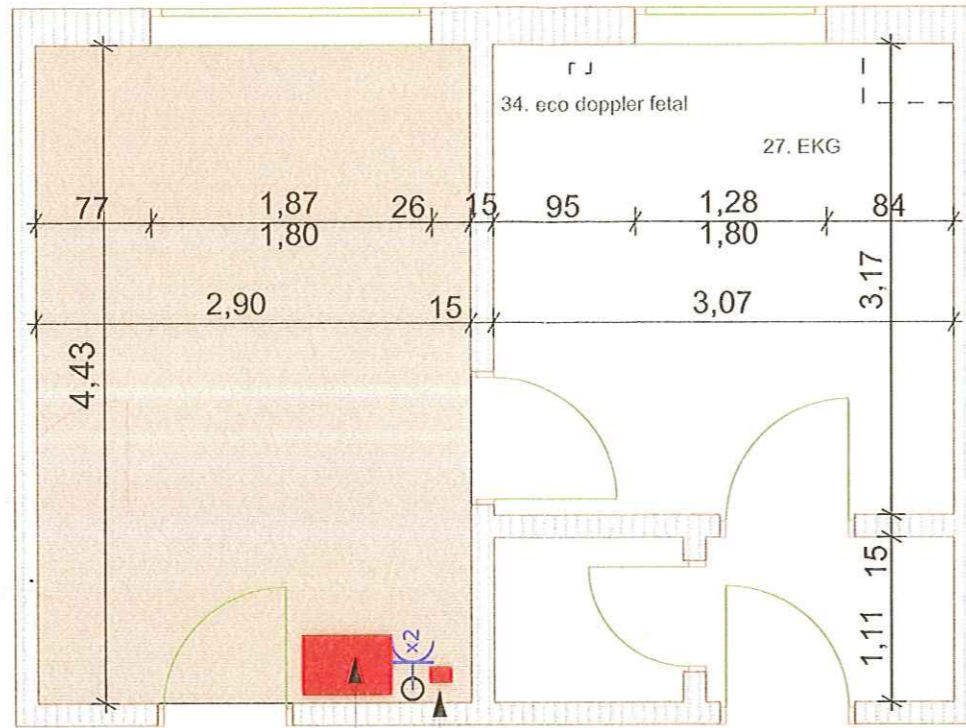 34. eco doppler fetal
27. EKG
77 1,87 26 15 95 1,28 84
1,80 1,80
3,17
2,90 15 3,07
4,43
15
1,11
x2